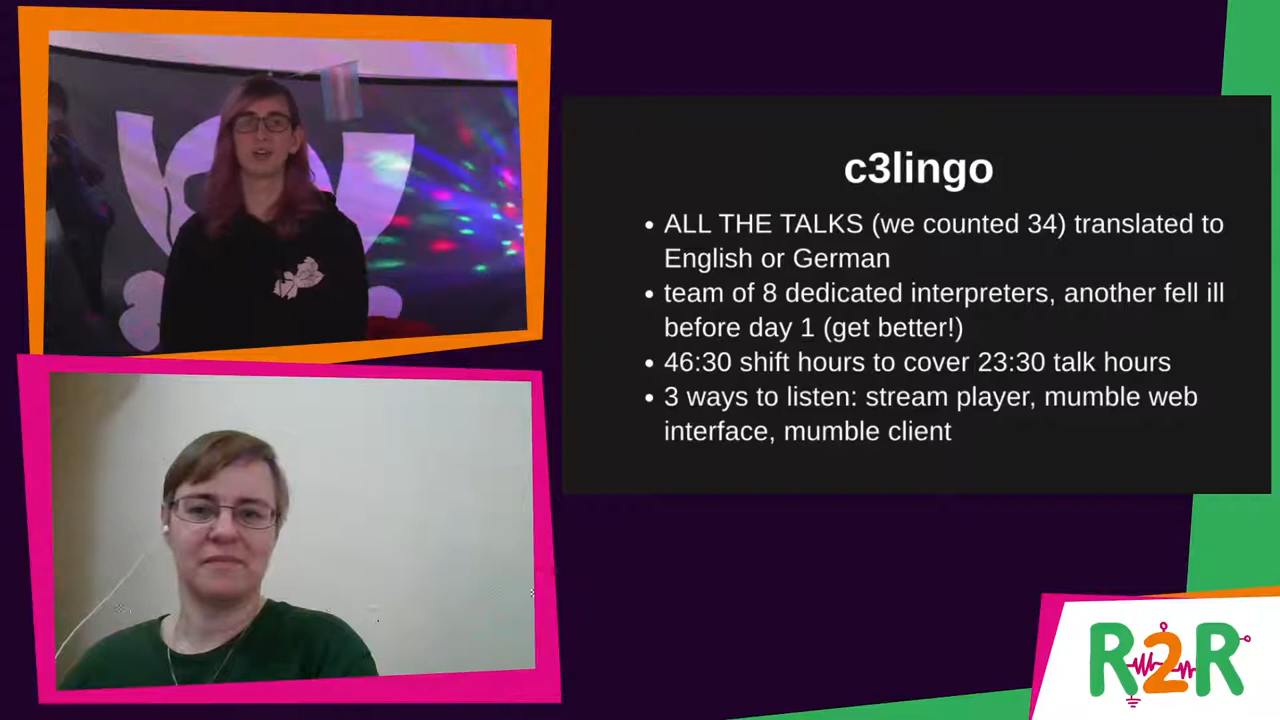 c3lingo
• ALL THE TALKS (we counted 34) translated to
English or German
• team of 8 dedicated interpreters, another fell ill
before day 1 (get better!)
• 46:30 shift hours to cover 23:30 talk hours
• 3 ways to listen: stream player, mumble web
interface, mumble client
R2R